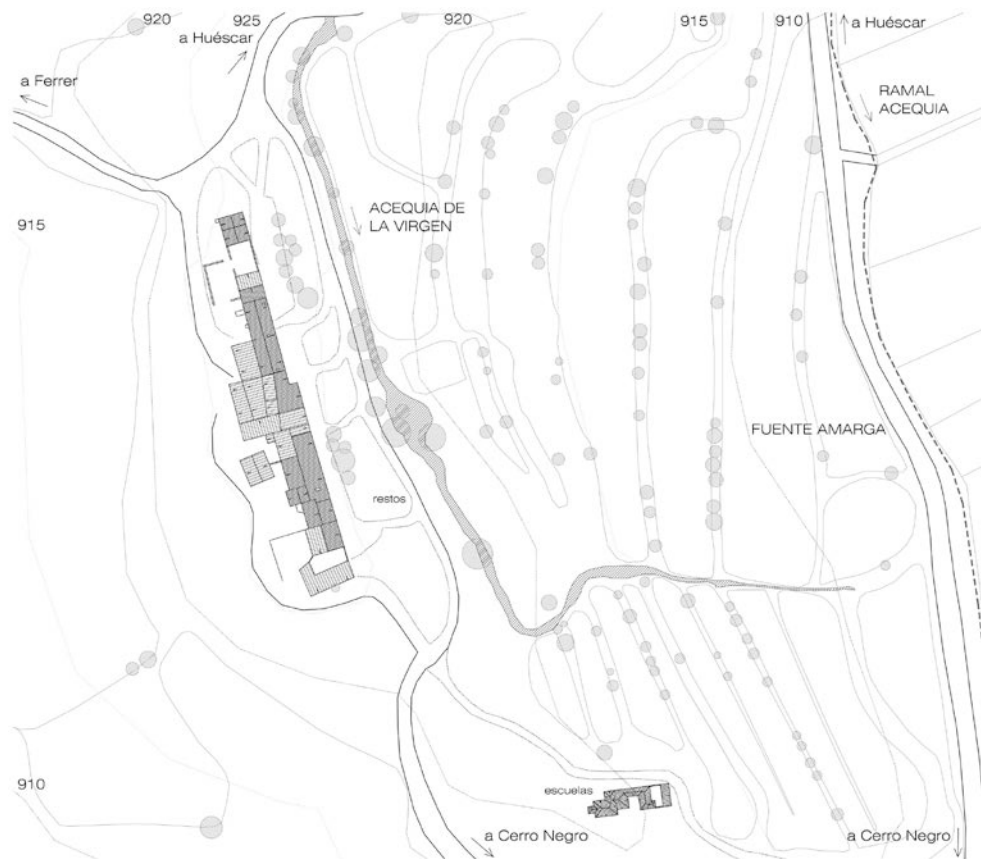 920
925
920
915
910
a Huéscar
a Huéscar
a Ferrer
RAMAL
ACEQUIA
ACEQUIA DE
LA VIRGEN
915
FUENTE AMARGA
restos
910
escuelas
a Cerro Negro
a Cerro Negro